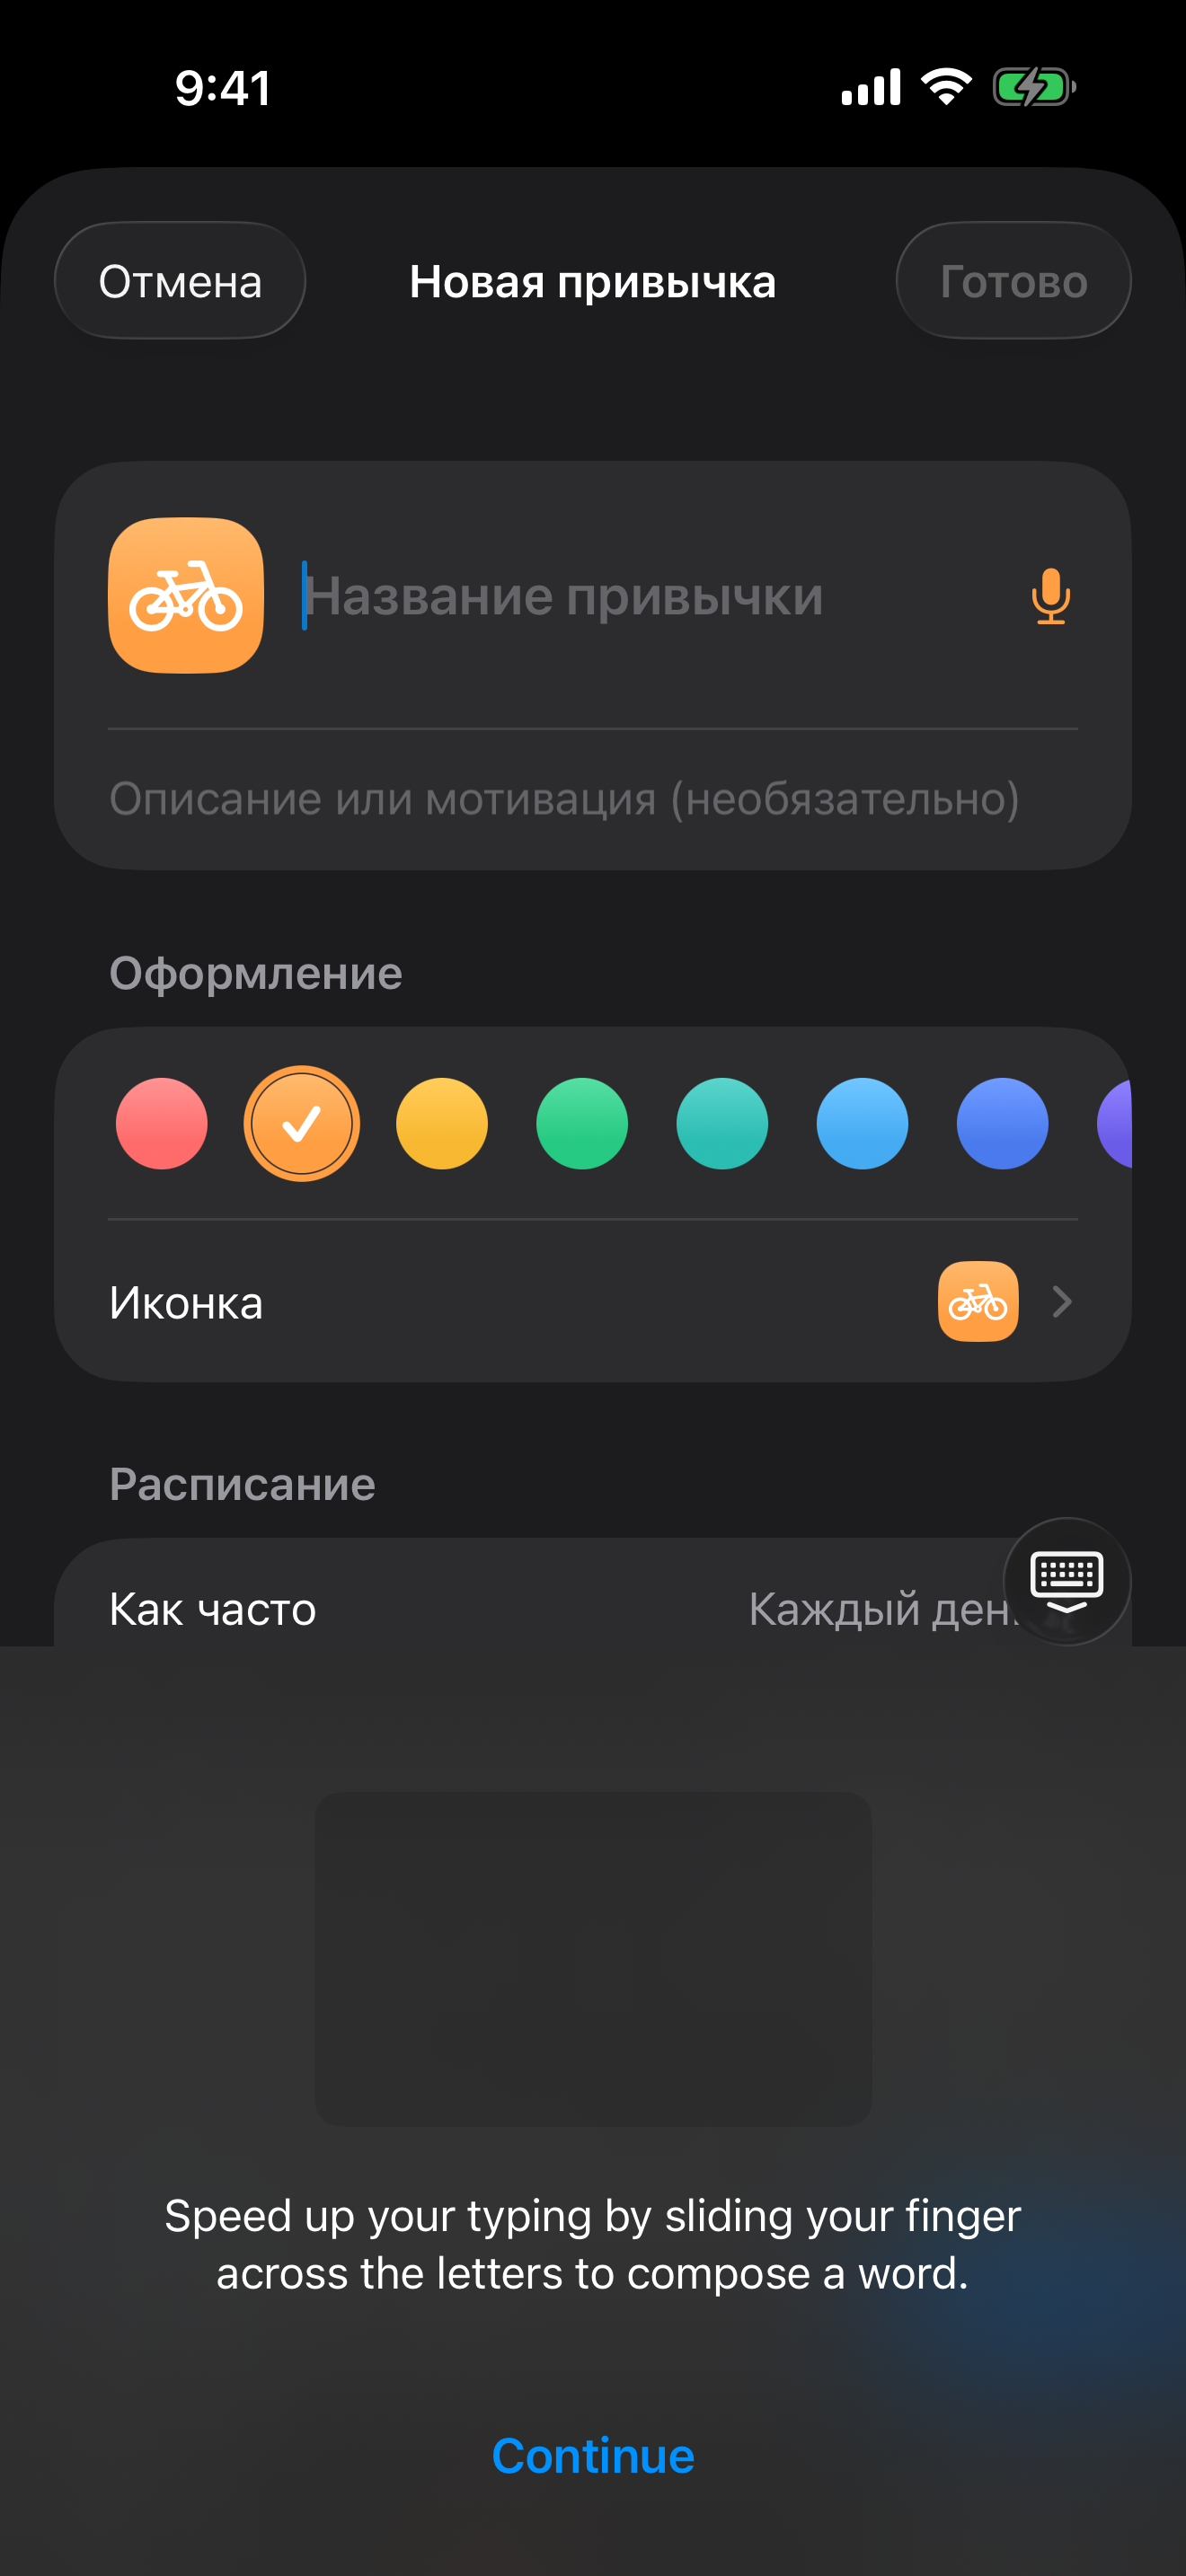 9:41
Отмена
Новая привычка
Готово
Название привычки
Описание или мотивация (необязательно)
Оформление
Иконка
Расписание
Как часто
Каждый ден
Speed up your typing by sliding your finger
across the letters to compose a word.
Continue